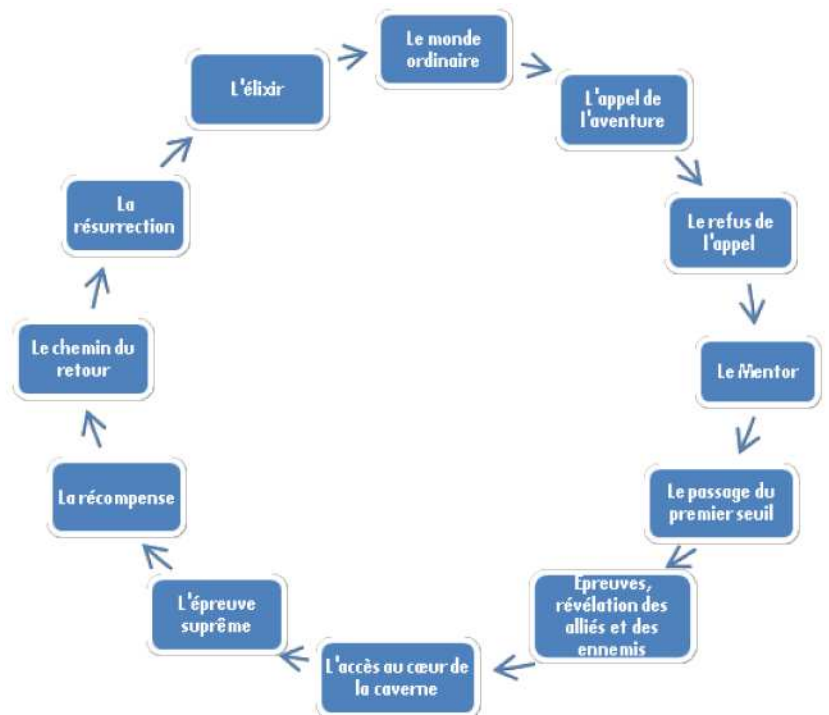 Le monde
ordinaire
L'appel de
l'aventure
Le refus de
l'appel
Le Mentor
Le passage du
premier seuil
Epreuves,
révélation des
alliés et des
ennemis
L'accès au cœur de
la caverne
L'épreuve
suprême
La récompense
Le chemin du
retour
La
résurrection
L'élixir